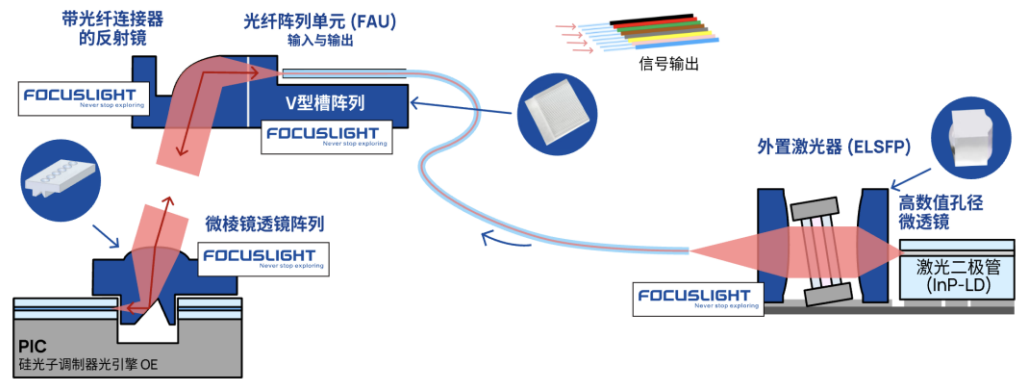 带光纤连接器
的反射镜
FOCUSLIGHT
Never stop exploring
光纤阵列单元 (FAU)
输入与输出
V型槽阵列
FOCUSLIGHT
Never stop exploring
信号输出
外置激光器 (ELSFP)
高数值孔径
微透镜
激光二极管
(InP-LD)
FOCUSLIGHT
Never stop exploring
微棱镜透镜阵列
FOCUSLIGHT
Never stop exploring
PIC
硅光子调制器光引擎 OE